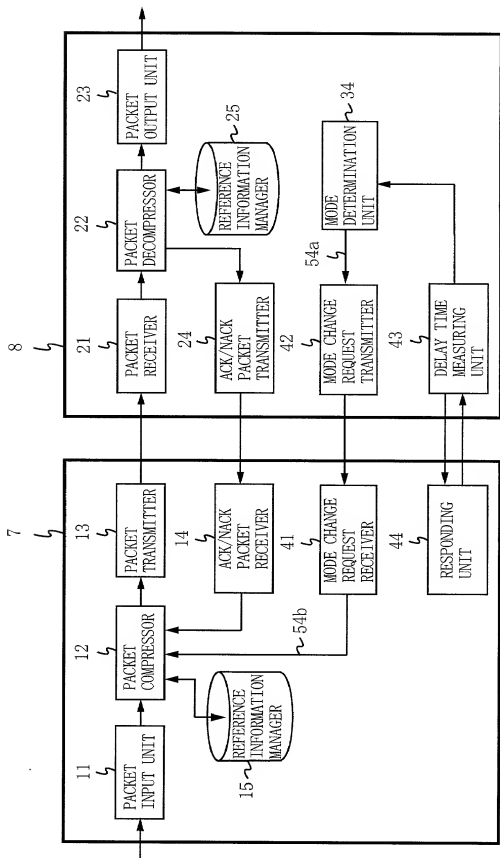 7
11
PACKET
INPUT UNIT
12
PACKET
COMPRESSOR
13
PACKET
TRANSMITTER
15
REFERENCE
INFORMATION
MANAGER
14
ACK/NACK
PACKET
RECEIVER
54b
41
MODE CHANGE
REQUEST
RECEIVER
44
RESPONDING
UNIT
8
21
PACKET
RECEIVER
22
PACKET
DECOMPRESSOR
23
PACKET
OUTPUT UNIT
24
ACK/NACK
PACKET
TRANSMITTER
25
REFERENCE
INFORMATION
MANAGER
42
MODE CHANGE
REQUEST
TRANSMITTER
54a
34
MODE
DETERMINATION
UNIT
43
DELAY TIME
MEASURING
UNIT